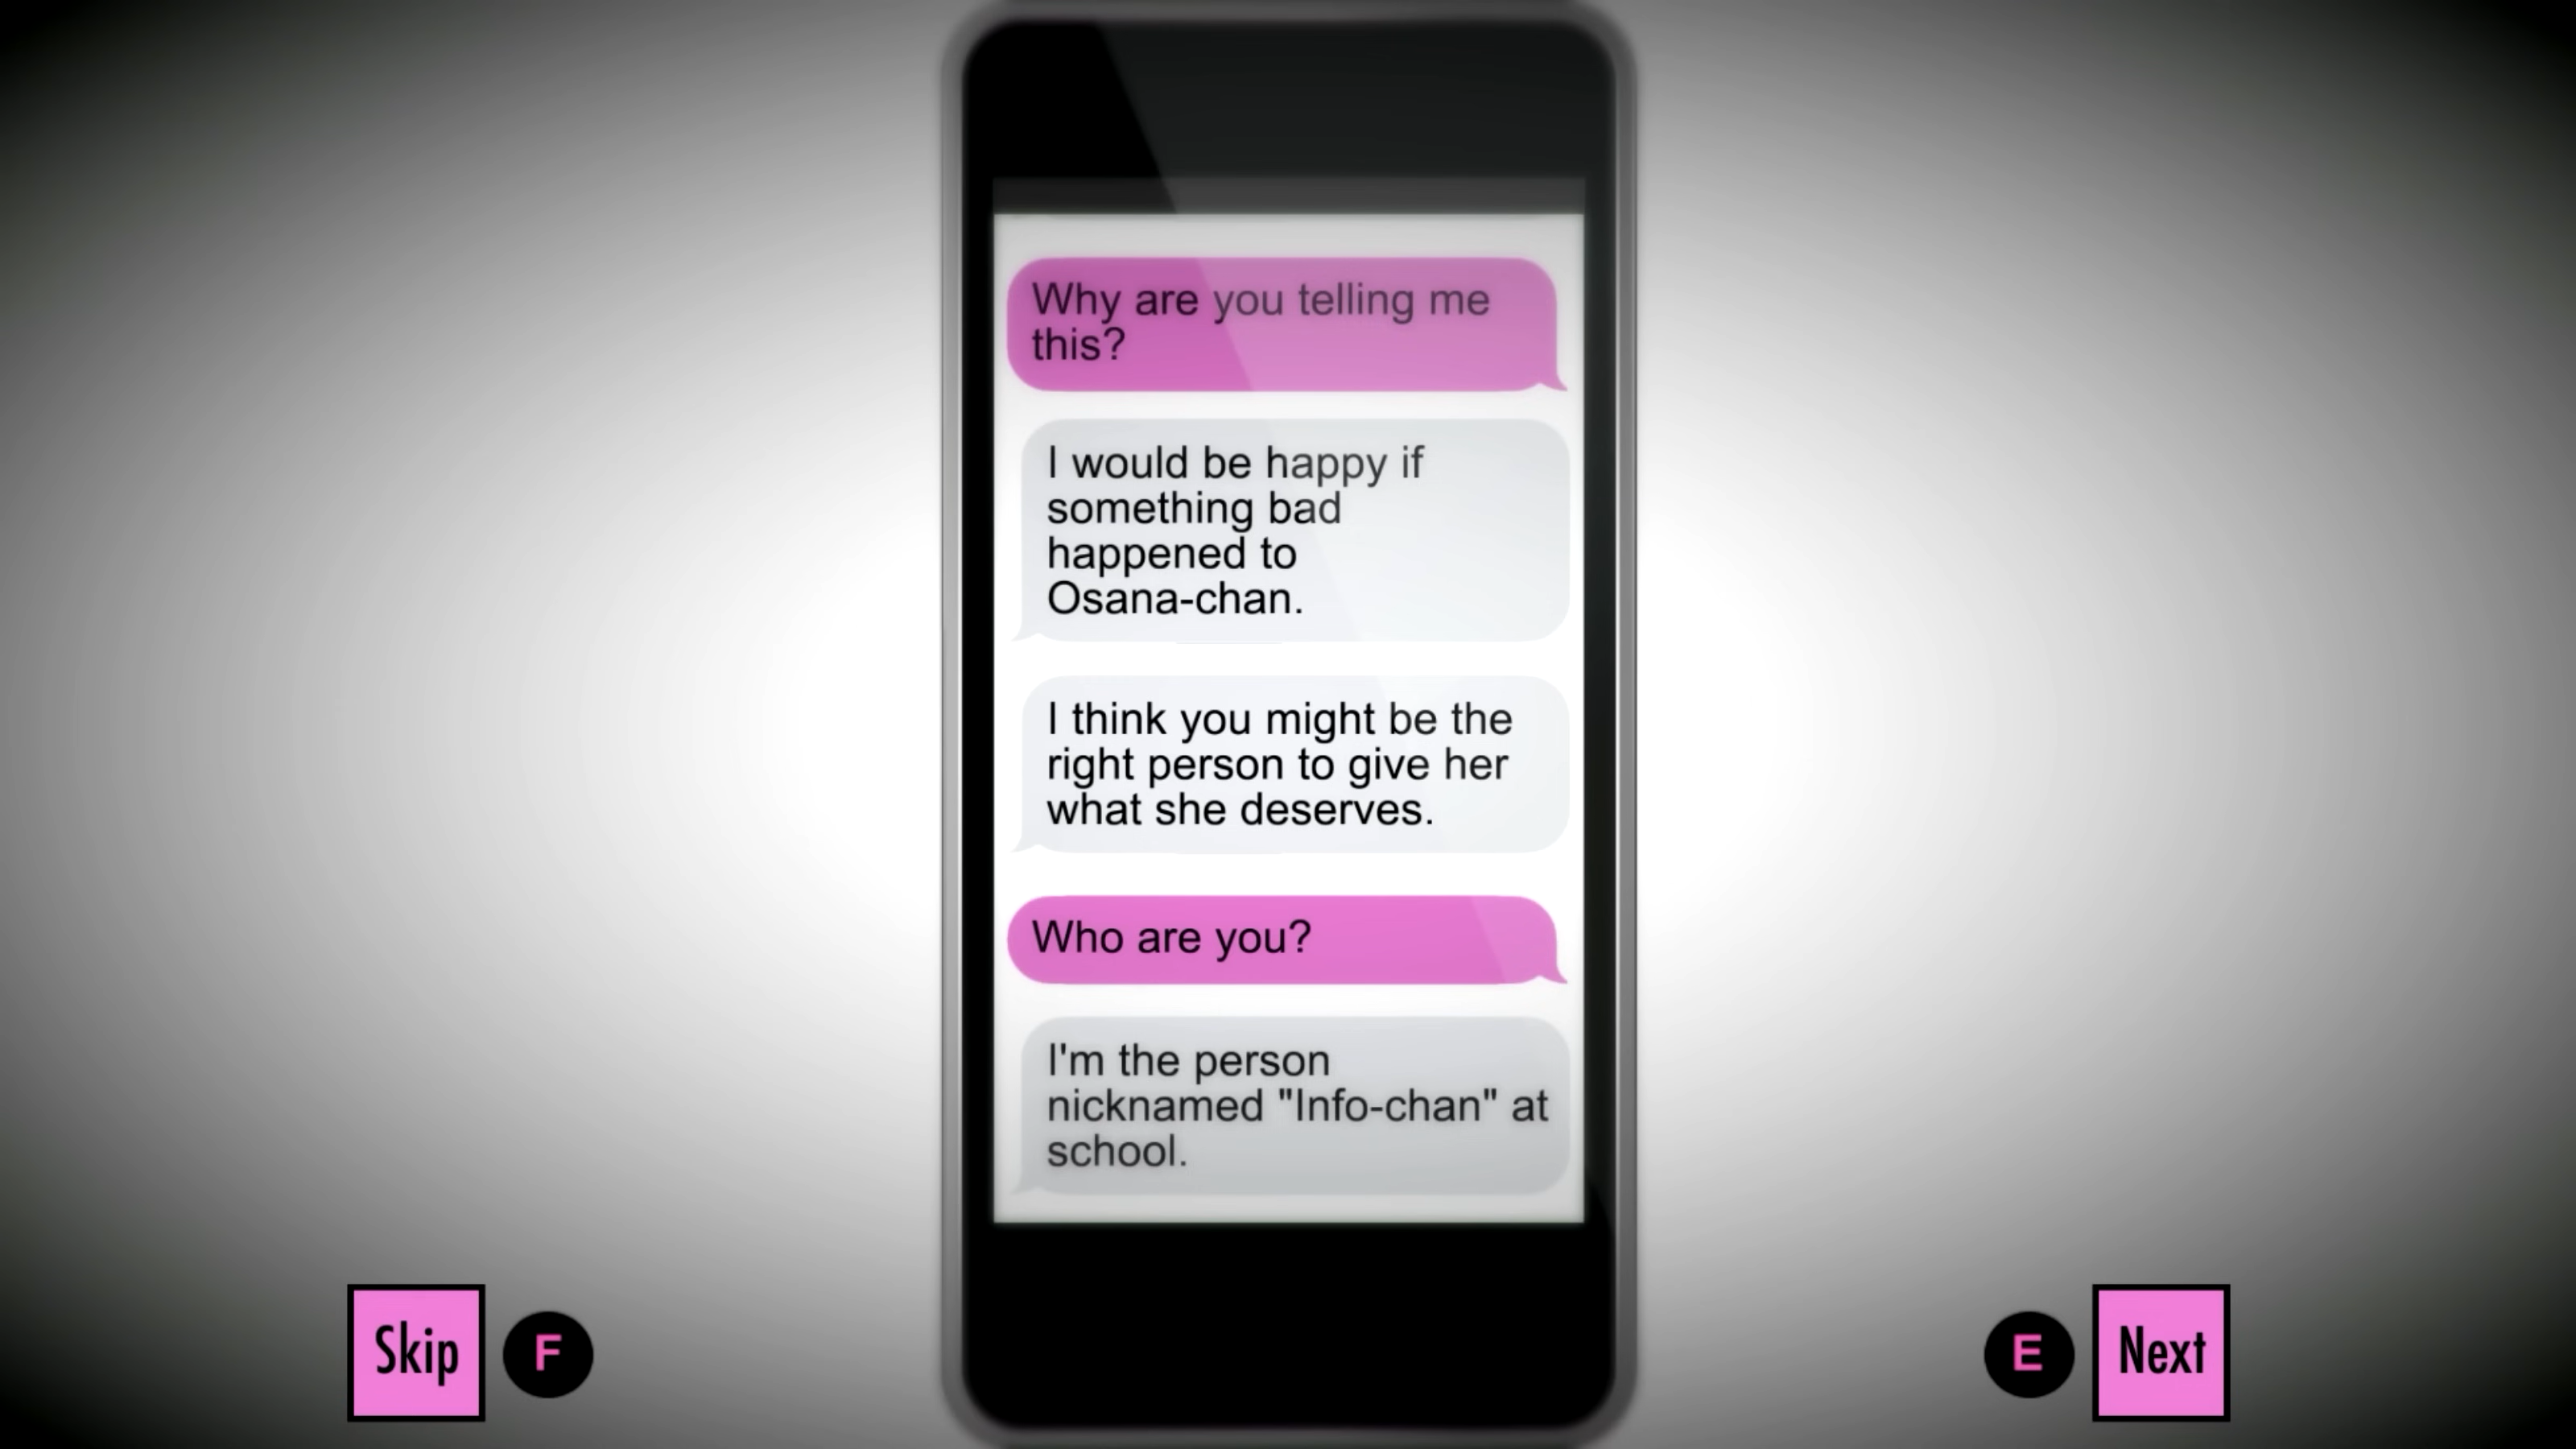 Why are you telling me
this?
I would be happy if
something bad
happened to
Osana-chan.
I think you might be the
right person to give her
what she deserves.
Who are you?
I'm the person
nicknamed "Info-chan" at
school.
Skip F
E Next